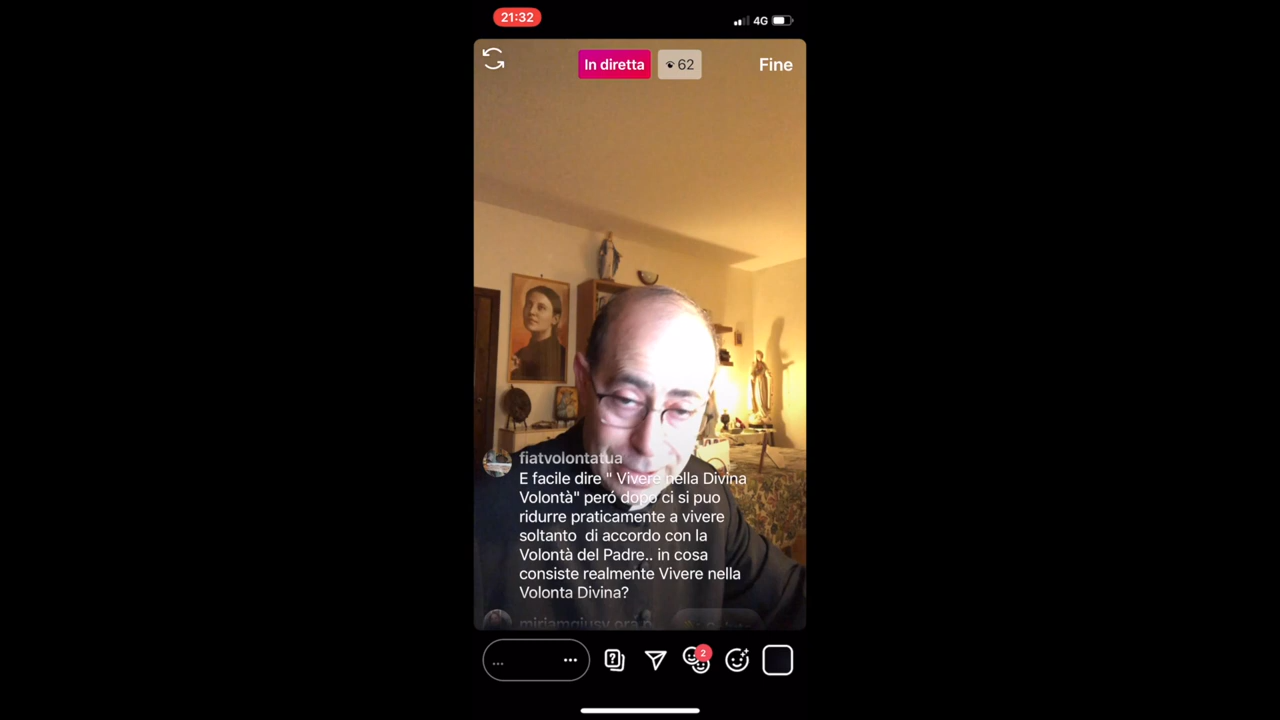 21:32
4G
In diretta
62
Fine
fiatvolontatua
E facile dire " Vivere nella Divina
Volontà" peró dopo ci si puo
ridurre praticamente a vivere
soltanto  di accordo con la
Volontà del Padre.. in cosa
consiste realmente Vivere nella
Volonta Divina?
...
2